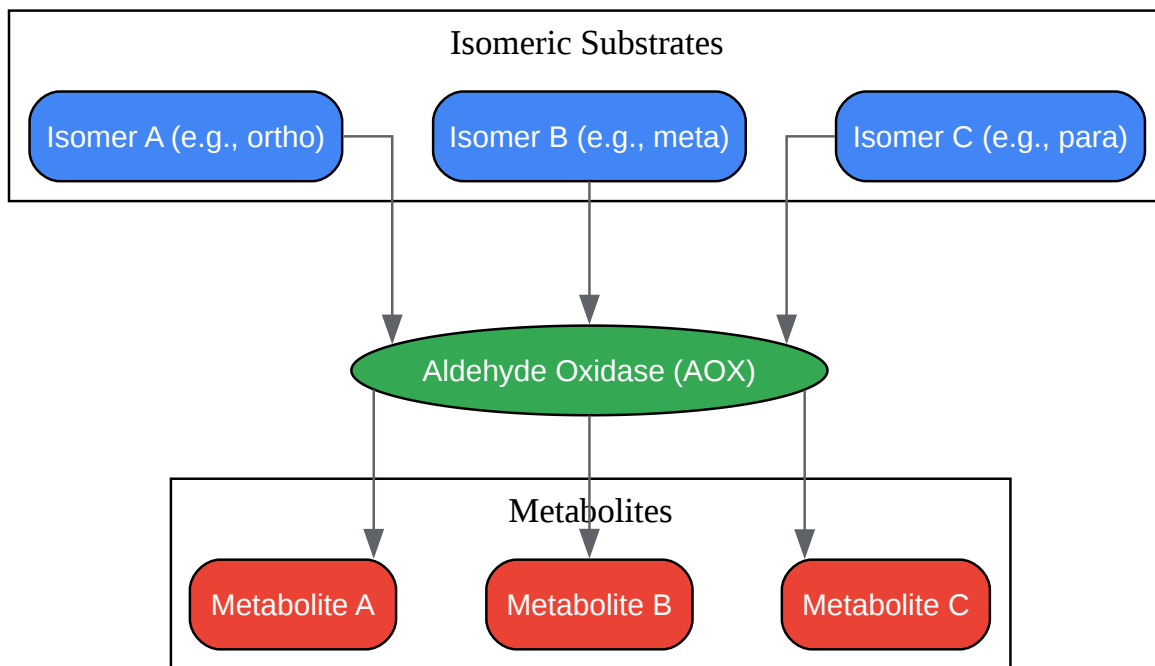 Isomeric Substrates
Isomer A (e.g., ortho)
Isomer B (e.g., meta)
Isomer C (e.g., para)
Aldehyde Oxidase (AOX)
Metabolites
Metabolite A
Metabolite B
Metabolite C